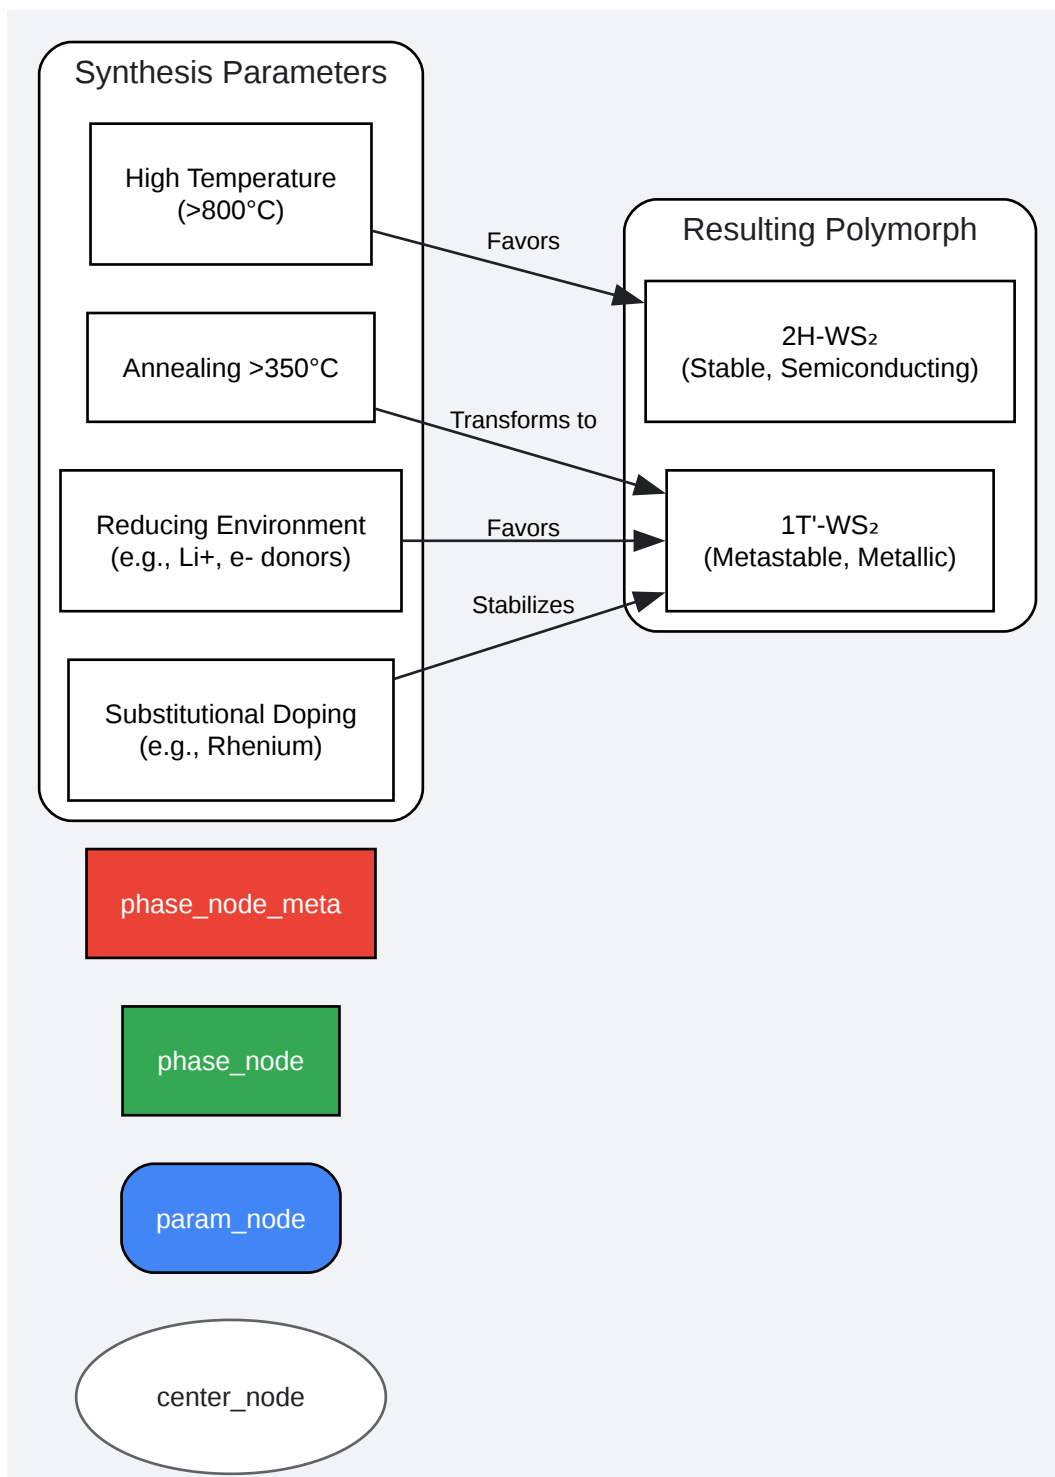 Synthesis Parameters
High Temperature
(>800°C)
Annealing >350°C
Reducing Environment
(e.g., Li+, e- donors)
Substitutional Doping
(e.g., Rhenium)
Favors
Transforms to
Favors
Stabilizes
Resulting Polymorph
2H-WS₂
(Stable, Semiconducting)
1T'-WS₂
(Metastable, Metallic)
phase_node_meta
phase_node
param_node
center_node